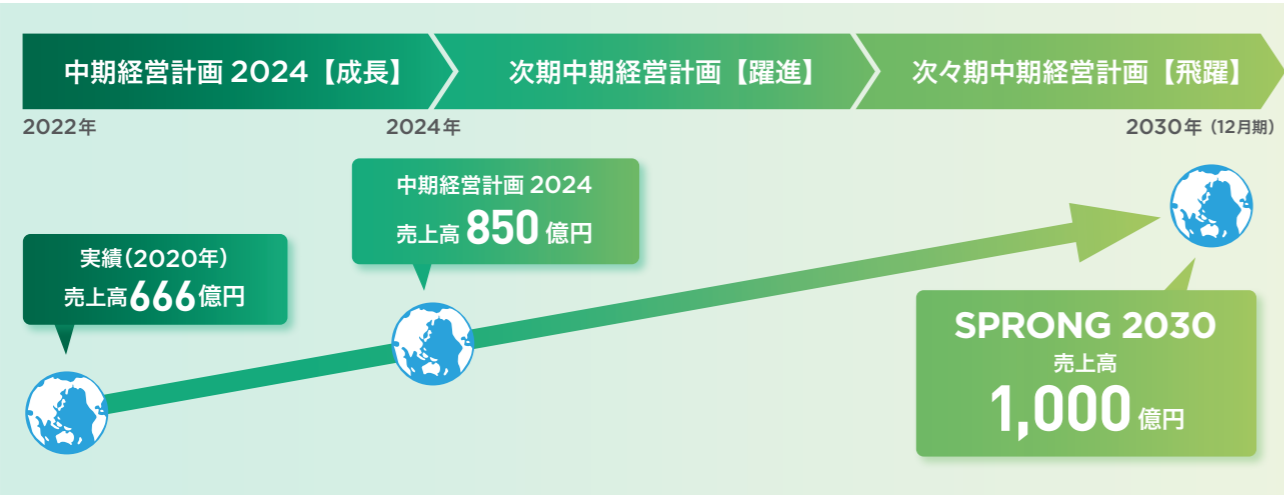 中期経営計画 2024【成長】
次期中期経営計画【躍進】
次々期中期経営計画【飛躍】
2022年
2024年
2030年（12月期）
中期経営計画 2024
売上高 850 億円
実績（2020年）
売上高666億円
SPRONG 2030
売上高
1,000 億円